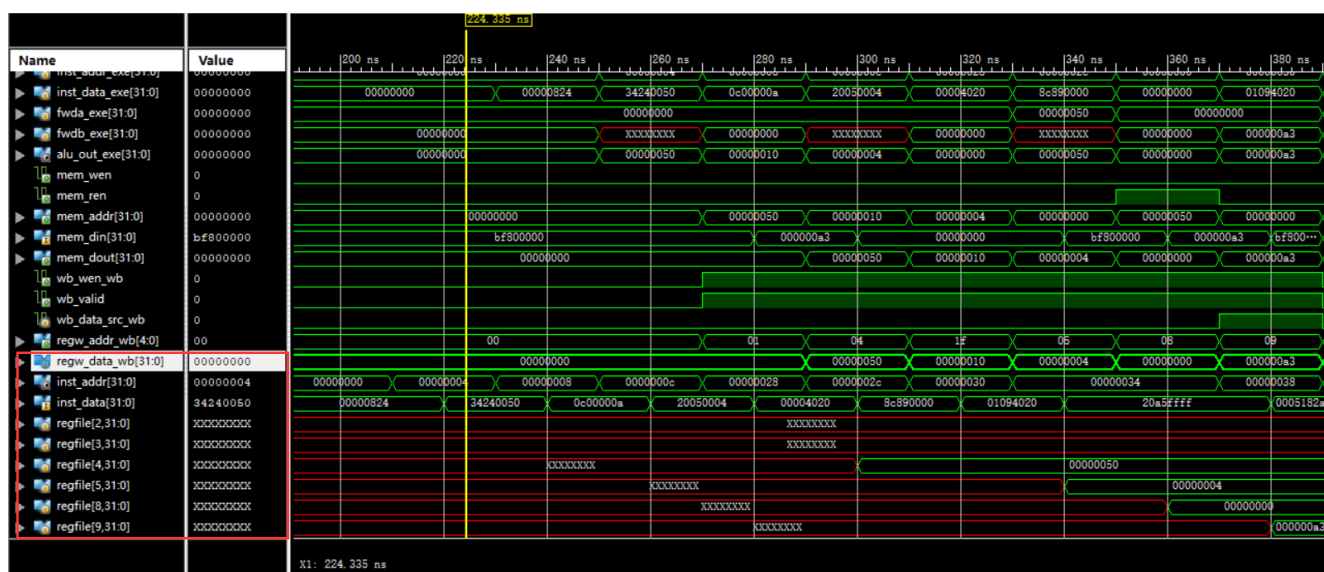 224.335 ns
Name Value 200 ns 220 ns 240 ns 260 ns 280 ns 300 ns 320 ns 340 ns 360 ns 380 ns
inst_addr_exe[31:0] 00000000
inst_data_exe[31:0] 00000000 00000000 00000824 34240050 0c00000a 20050004 00004020 8c890000 00000000 01094020
fwda_exe[31:0] 00000000 00000000 00000050 00000000
fwdb_exe[31:0] 00000000 00000000 XXXXXXXX 00000000 XXXXXXXX 00000000 XXXXXXXX 00000000 000000a3
alu_out_exe[31:0] 00000000 00000000 00000050 00000010 00000004 00000000 00000050 00000000 000000a3
mem_wen 0
mem_ren 0
mem_addr[31:0] 00000000 00000000 00000050 00000010 00000004 00000000 00000050 00000000
mem_din[31:0] bf800000 bf800000 000000a3 00000000 bf800000 000000a3 bf800···
mem_dout[31:0] 00000000 00000000 00000050 00000010 00000004 00000000 000000a3
wb_wen_wb 0
wb_valid 0
wb_data_src_wb 0
regw_addr_wb[4:0] 00 00 01 04 1f 05 08 09
regw_data_wb[31:0] 00000000 00000000 00000050 00000010 00000004 00000000 000000a3
inst_addr[31:0] 00000004 00000000 00000004 00000008 0000000c 00000028 0000002c 00000030 00000034 00000038
inst_data[31:0] 34240050 00000824 34240050 0c00000a 20050004 00004020 8c890000 01094020 20a5ffff 0005182a
regfile[2,31:0] XXXXXXXX XXXXXXXX
regfile[3,31:0] XXXXXXXX XXXXXXXX
regfile[4,31:0] XXXXXXXX XXXXXXXX 00000050
regfile[5,31:0] XXXXXXXX XXXXXXXX 00000004
regfile[8,31:0] XXXXXXXX XXXXXXXX 00000000
regfile[9,31:0] XXXXXXXX XXXXXXXX 000000a3
X1: 224.335 ns